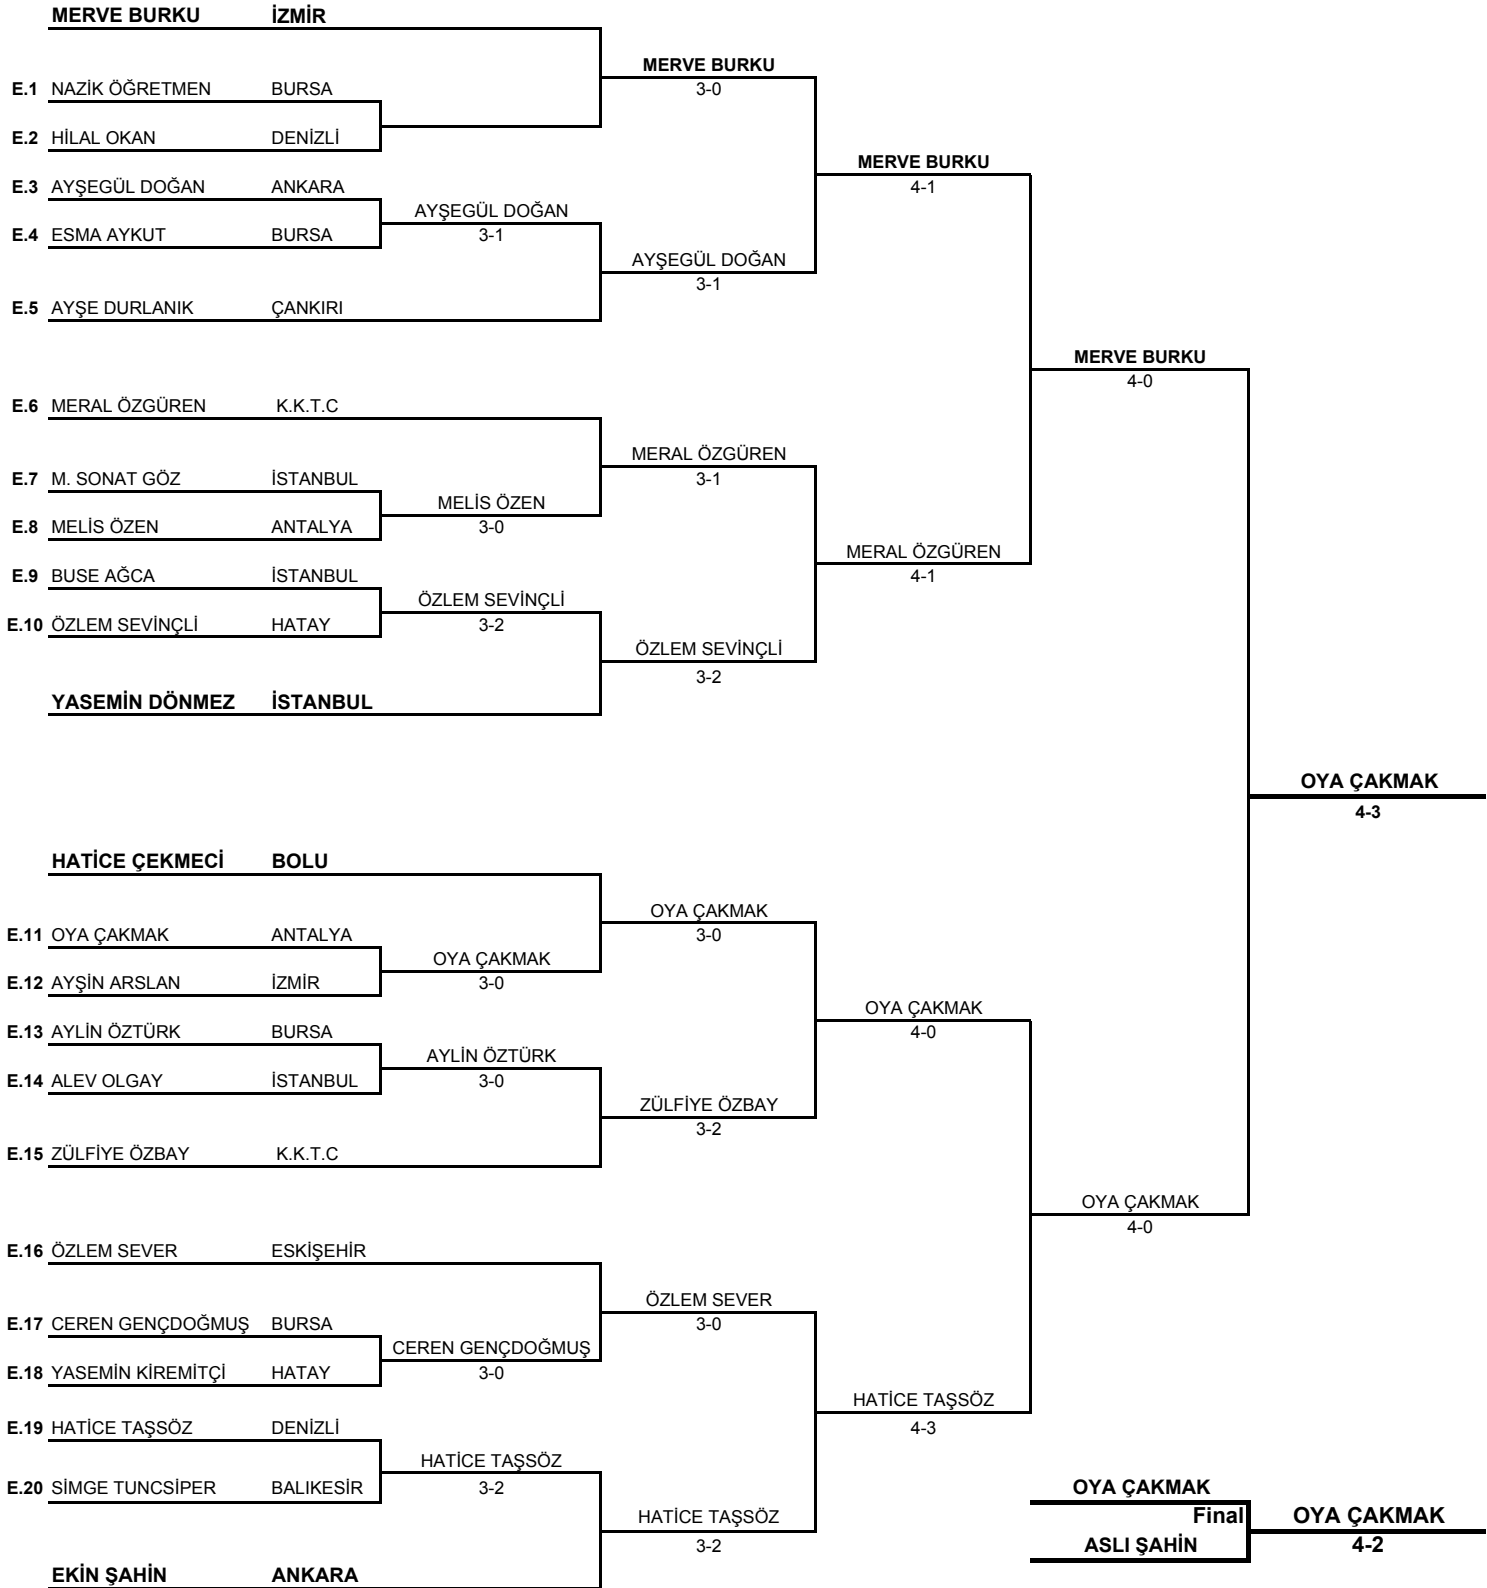 MERVE BURKU İZMİR
MERVE BURKU
E.1 NAZİK ÖĞRETMEN BURSA 3-0
E.2 HİLAL OKAN DENİZLİ
MERVE BURKU
E.3 AYŞEGÜL DOĞAN ANKARA 4-1
AYŞEGÜL DOĞAN
E.4 ESMA AYKUT BURSA 3-1
AYŞEGÜL DOĞAN
3-1
E.5 AYŞE DURLANIK ÇANKIRI
MERVE BURKU
4-0
E.6 MERAL ÖZGÜREN K.K.T.C
MERAL ÖZGÜREN
E.7 M. SONAT GÖZ İSTANBUL 3-1
MELİS ÖZEN
E.8 MELİS ÖZEN ANTALYA 3-0
MERAL ÖZGÜREN
E.9 BUSE AĞCA İSTANBUL 4-1
ÖZLEM SEVİNÇLİ
E.10 ÖZLEM SEVİNÇLİ HATAY 3-2
ÖZLEM SEVİNÇLİ
3-2
YASEMİN DÖNMEZ İSTANBUL
OYA ÇAKMAK
4-3
HATİCE ÇEKMECİ BOLU
OYA ÇAKMAK
E.11 OYA ÇAKMAK ANTALYA 3-0
OYA ÇAKMAK
E.12 AYŞİN ARSLAN İZMİR 3-0
OYA ÇAKMAK
E.13 AYLİN ÖZTÜRK BURSA 4-0
AYLİN ÖZTÜRK
E.14 ALEV OLGAY İSTANBUL 3-0
ZÜLFİYE ÖZBAY
3-2
E.15 ZÜLFİYE ÖZBAY K.K.T.C
OYA ÇAKMAK
4-0
E.16 ÖZLEM SEVER ESKİŞEHİR
ÖZLEM SEVER
E.17 CEREN GENÇDOĞMUŞ BURSA 3-0
CEREN GENÇDOĞMUŞ
E.18 YASEMİN KİREMİTÇİ HATAY 3-0
HATİCE TAŞSÖZ
E.19 HATİCE TAŞSÖZ DENİZLİ 4-3
HATİCE TAŞSÖZ
E.20 SİMGE TUNCSİPER BALIKESİR 3-2 OYA ÇAKMAK
HATİCE TAŞSÖZ Final OYA ÇAKMAK
3-2 ASLI ŞAHİN 4-2
EKİN ŞAHİN ANKARA